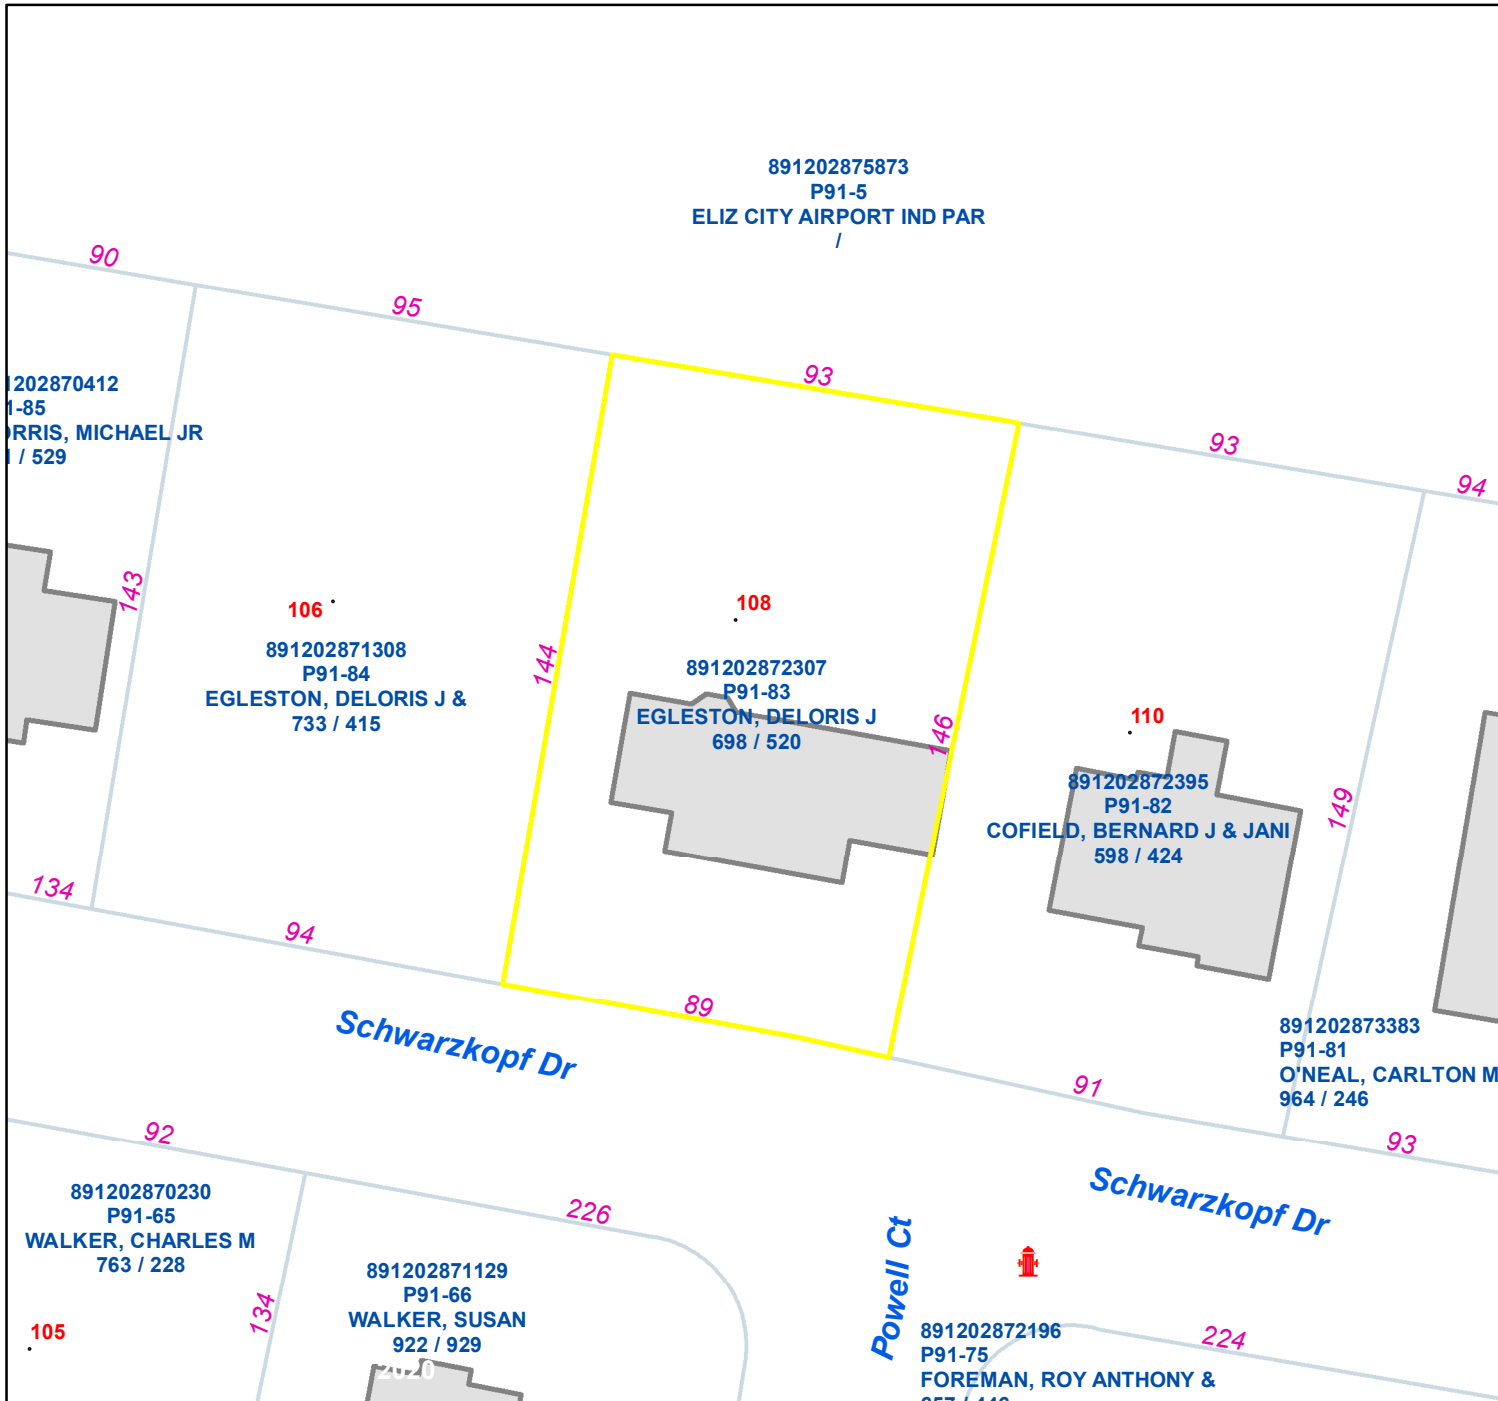 891202875873
P91-5
ELIZ CITY AIRPORT IND PAR
/
90
95
93
93
94
1202870412
1-85
ORRIS, MICHAEL JR
/ 529
143
106
891202871308
P91-84
EGLESTON, DELORIS J &
733 / 415
144
108
891202872307
P91-83
EGLESTON, DELORIS J
698 / 520
146
110
891202872395
P91-82
COFIELD, BERNARD J & JANI
598 / 424
149
134
94
89
Schwarzkopf Dr
891202873383
P91-81
O'NEAL, CARLTON M
964 / 246
91
93
92
891202870230
P91-65
WALKER, CHARLES M
763 / 228
134
105
226
891202871129
P91-66
WALKER, SUSAN
922 / 929
2020
Schwarzkopf Dr
Powell Ct
891202872196
P91-75
FOREMAN, ROY ANTHONY &
224